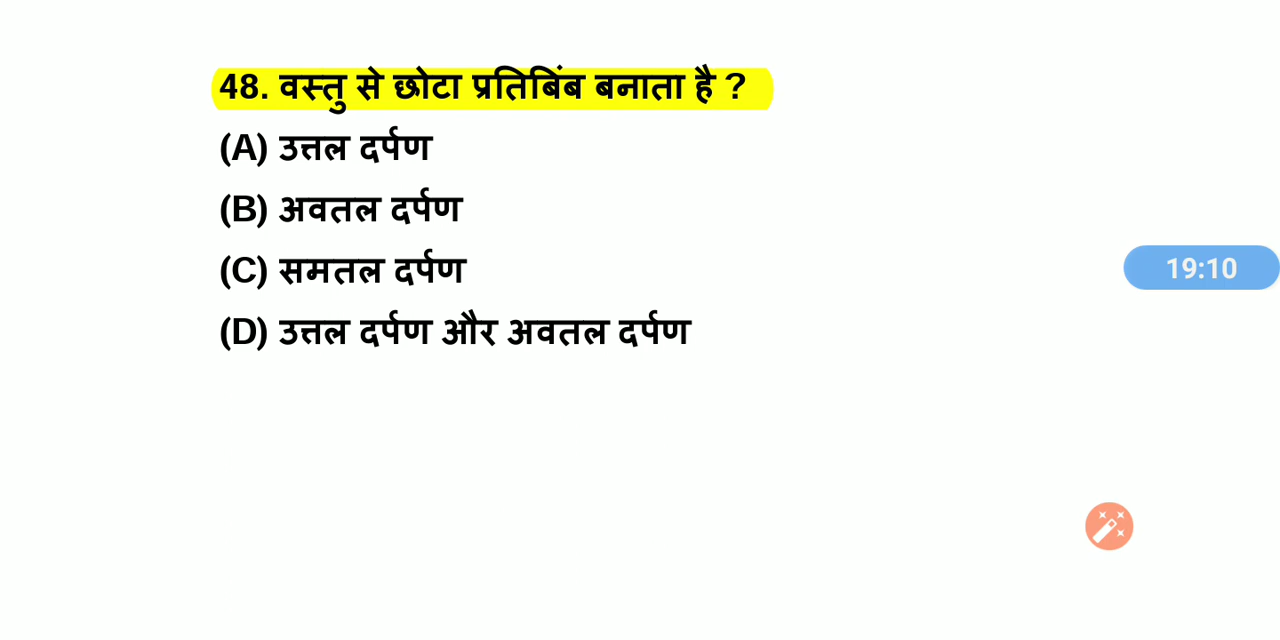 48. वस्तु से छोटा प्रतिबिंब बनाता है ?
(A) उत्तल दर्पण
(B) अवतल दर्पण
(C) समतल दर्पण
(D) उत्तल दर्पण और अवतल दर्पण
19:10